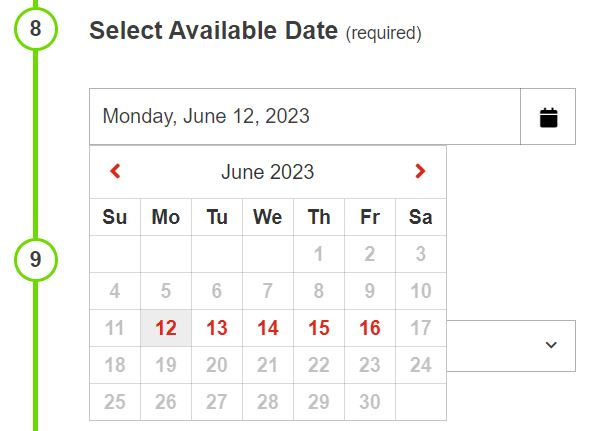 8
Select Available Date (required)
Monday, June 12, 2023
June 2023
Su Mo Tu We Th Fr Sa
1 2 3
4 5 6 7 8 9 10
9
11 12 13 14 15 16 17
18 19 20 21 22 23 24
25 26 27 28 29 30